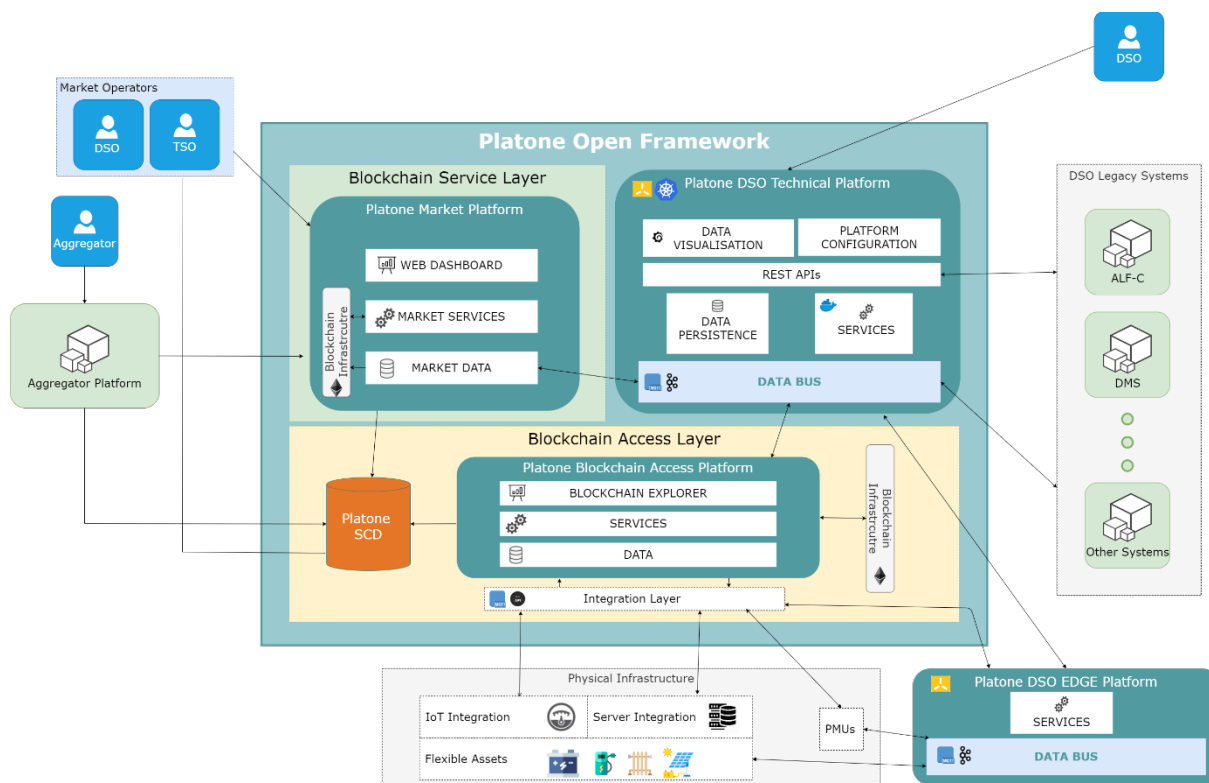 DSO
Market Operators
DSO
TSO
Platone Open Framework
Blockchain Service Layer
Platone DSO Technical Platform
DSO Legacy Systems
Platone Market Platform
Aggregator
DATA
VISUALISATION
PLATFORM
CONFIGURATION
WEB DASHBOARD
REST APIs
ALF-C
Blockchain
Infrastrcutre
MARKET SERVICES
DATA
PERSISTENCE
SERVICES
MARKET DATA
Aggregator Platform
DATA BUS
DMS
Blockchain Access Layer
Platone Blockchain Access Platform
BLOCKCHAIN EXPLORER
Platone
SCD
SERVICES
DATA
Blockchain
Infrastrcutre
Other Systems
Integration Layer
Physical Infrastructure
Platone DSO EDGE Platform
IoT Integration
Server Integration
SERVICES
PMUs
Flexible Assets
DATA BUS